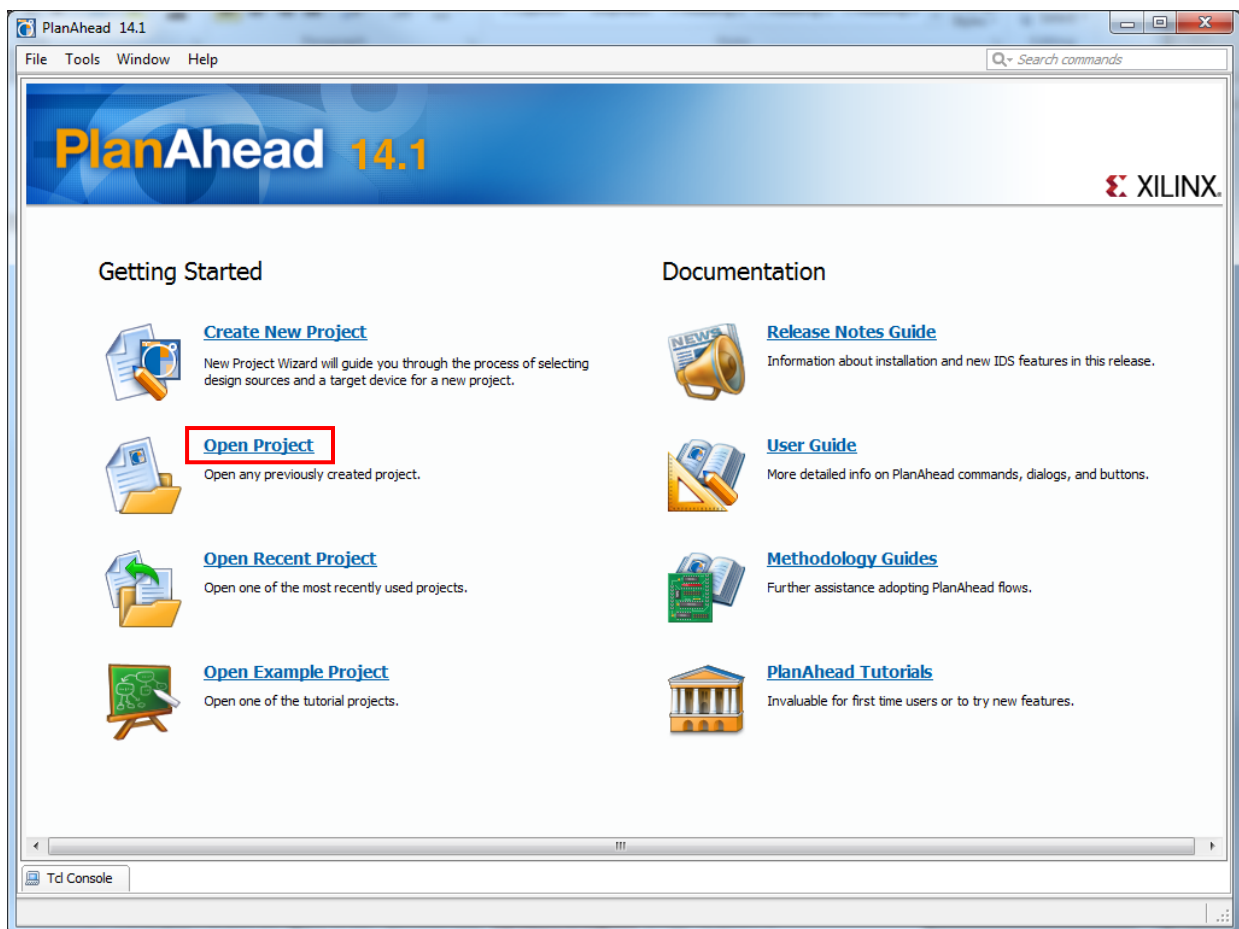 PlanAhead 14.1
File Tools Window Help
Search commands
PlanAhead 14.1
XILINX
Getting Started
Create New Project
New Project Wizard will guide you through the process of selecting
design sources and a target device for a new project.
Open Project
Open any previously created project.
Open Recent Project
Open one of the most recently used projects.
Open Example Project
Open one of the tutorial projects.
Documentation
NEWS
Release Notes Guide
Information about installation and new IDS features in this release.
User Guide
More detailed info on PlanAhead commands, dialogs, and buttons.
Methodology Guides
Further assistance adopting PlanAhead flows.
PlanAhead Tutorials
Invaluable for first time users or to try new features.
Tcl Console